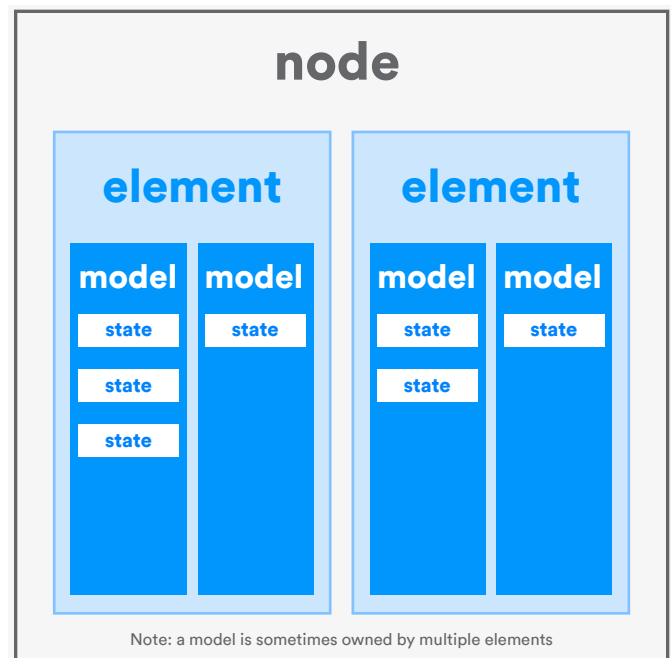 node
element
model
state
state
state
model
state
element
model
state
state
model
state
Note: a model is sometimes owned by multiple elements